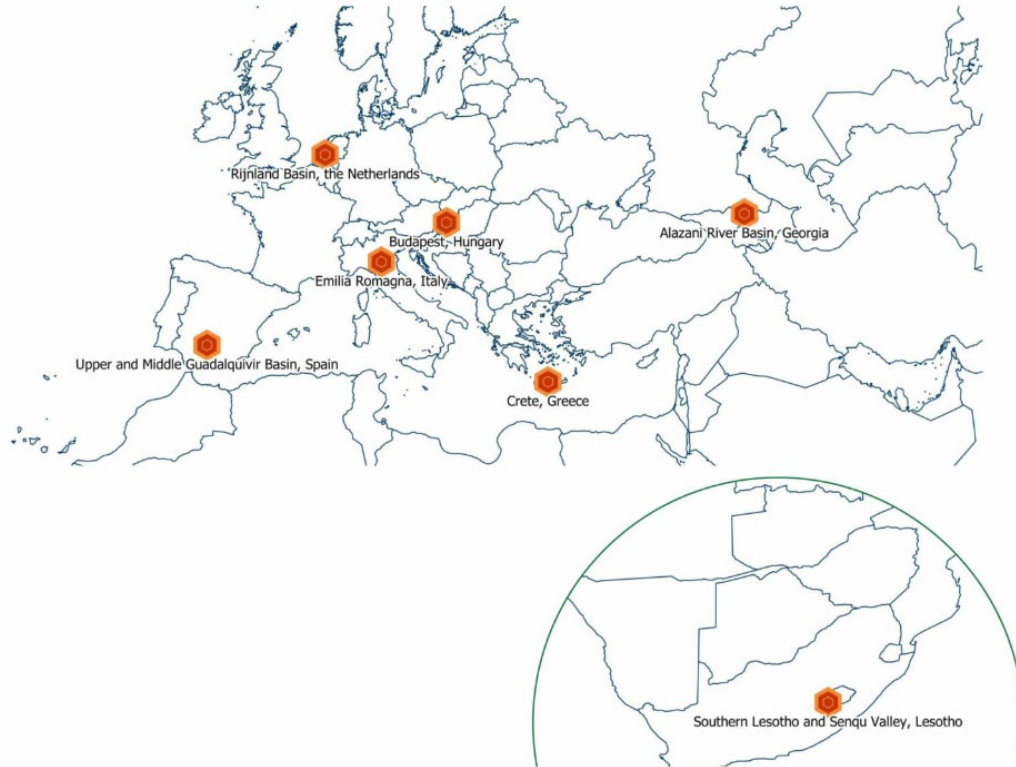 Rijnland Basin, the Netherlands
Budapest, Hungary
Alazani River Basin, Georgia
Emilia Romagna, Italy
Upper and Middle Guadalquivir Basin, Spain
Crete, Greece
Southern Lesotho and Senqu Valley, Lesotho